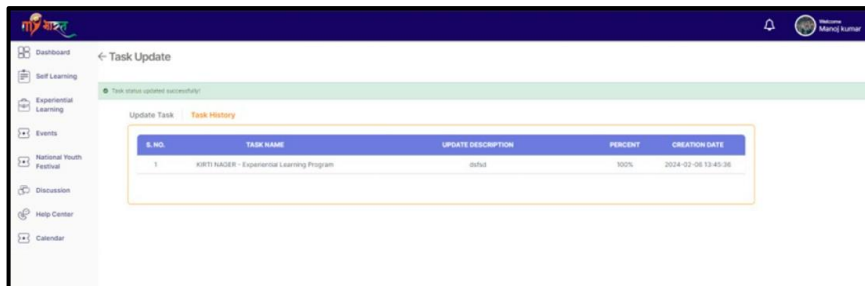 मेरा भारत
Welcome
Manoj kumar
Dashboard
Self Learning
Experiential
Learning
Events
National Youth
Festival
Discussion
Help Center
Calendar
← Task Update
Task status updated successfully!
Update Task Task History
S. NO. TASK NAME UPDATE DESCRIPTION PERCENT CREATION DATE
1 KIRTI NAGER - Experiential Learning Program 100% 2024-02-06 13:45:36